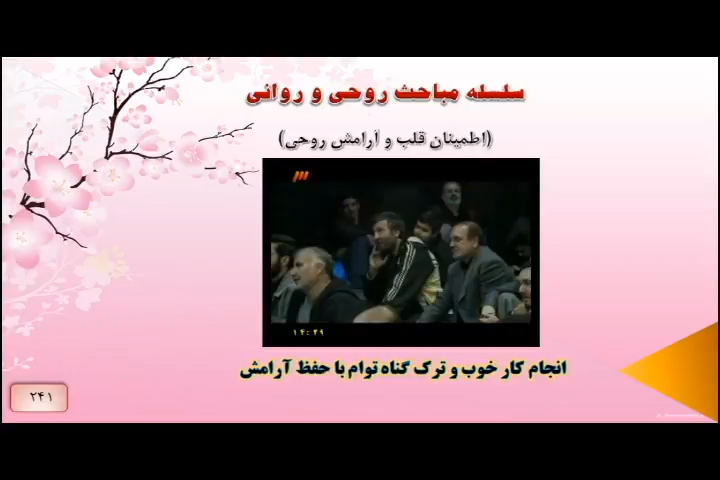 سلسله مباحث روحی و روانی
(اطمینان قلب و آرامش روحی)
۱۴:۲۹
انجام کار خوب و ترک گناه توام با حفظ آرامش
۲۴۱